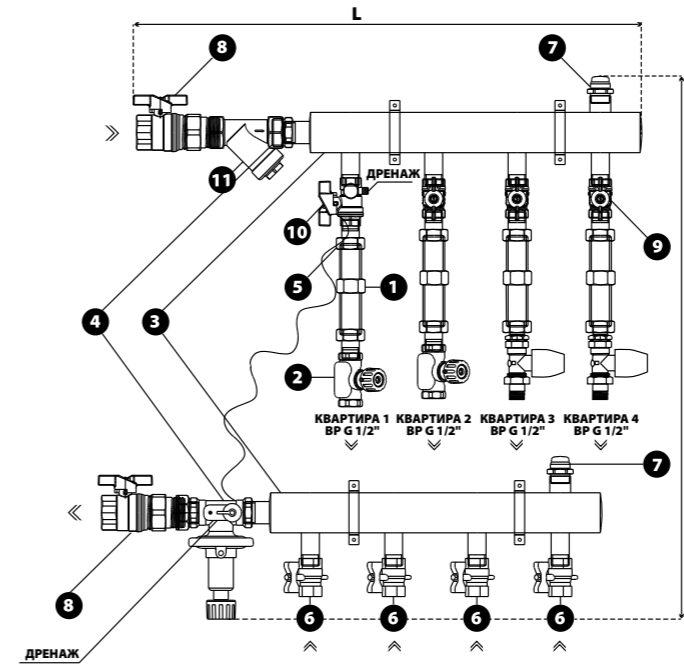 L
8
7
11
ДРЕНАЖ
10
9
5
1
4
3
2
КВАРТИРА 1
ВР G 1/2"
КВАРТИРА 2
ВР G 1/2"
КВАРТИРА 3
ВР G 1/2"
КВАРТИРА 4
ВР G 1/2"
7
8
6
6
6
6
ДРЕНАЖ